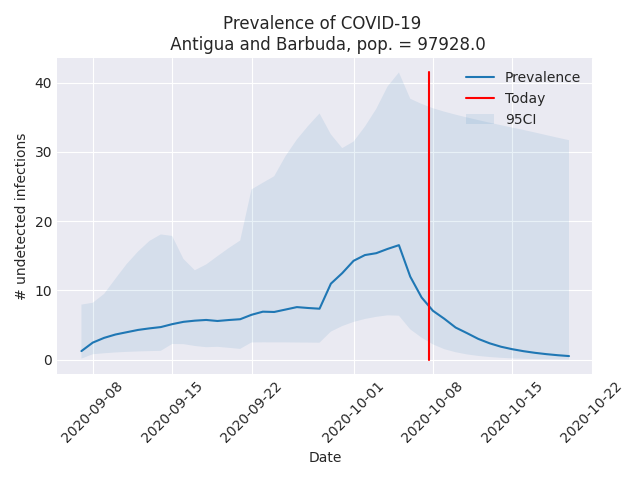 Prevalence of COVID-19
Antigua and Barbuda, pop. = 97928.0
# undetected infections
40
30
20
10
0
Prevalence
Today
95CI
2020-09-08
2020-09-15
2020-09-22
2020-10-01
2020-10-08
2020-10-15
2020-10-22
Date